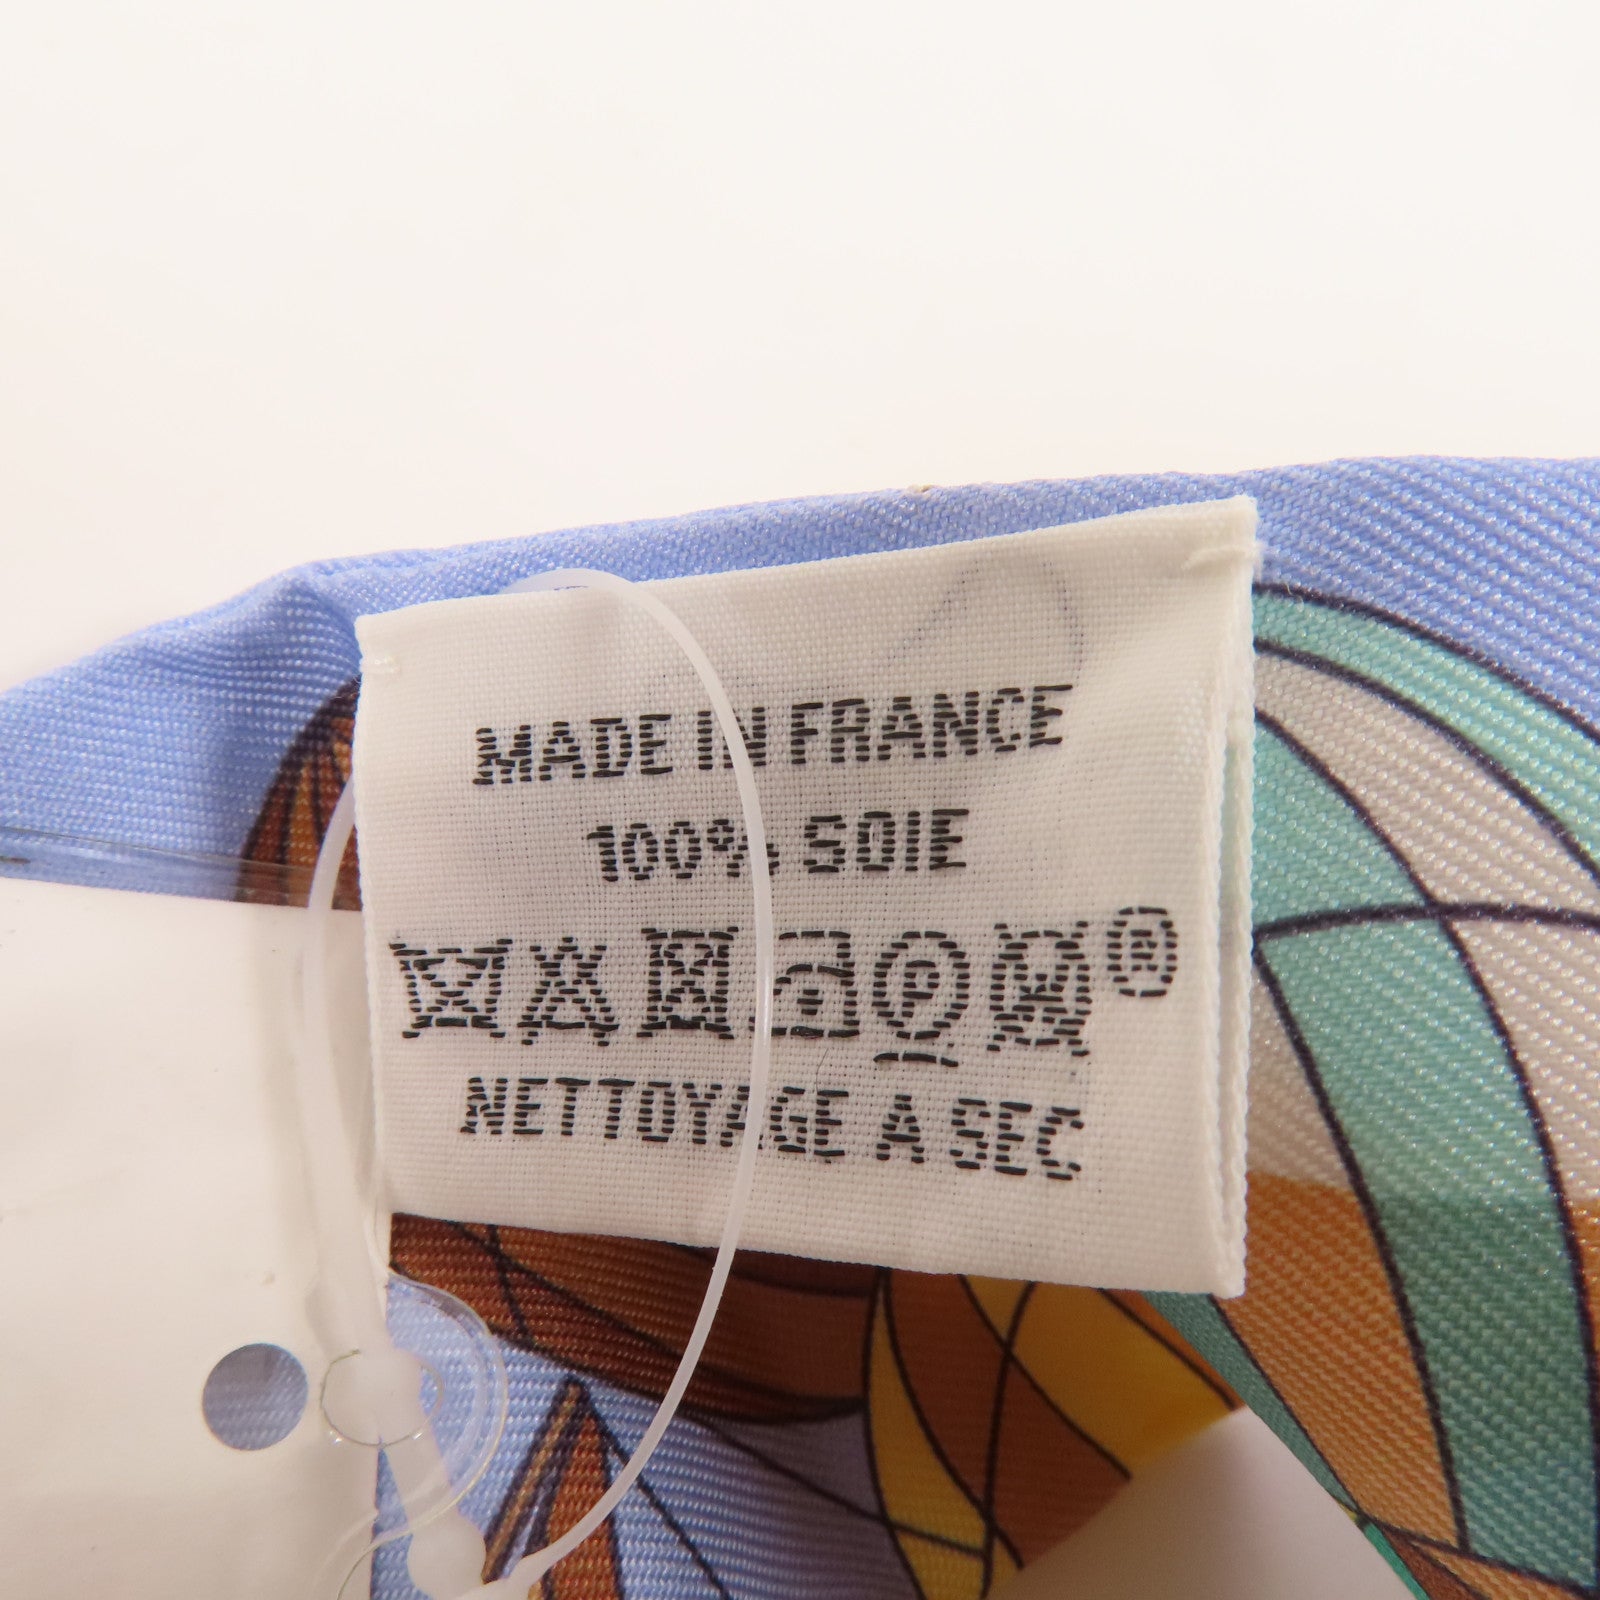 MADE IN FRANCE
100% SOIE
P ®
NETTOYAGE A SEC